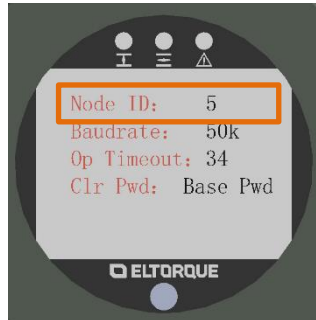 Node ID: 5
Baudrate: 50k
Op Timeout: 34
Clr Pwd: Base Pwd
ELTORQUE